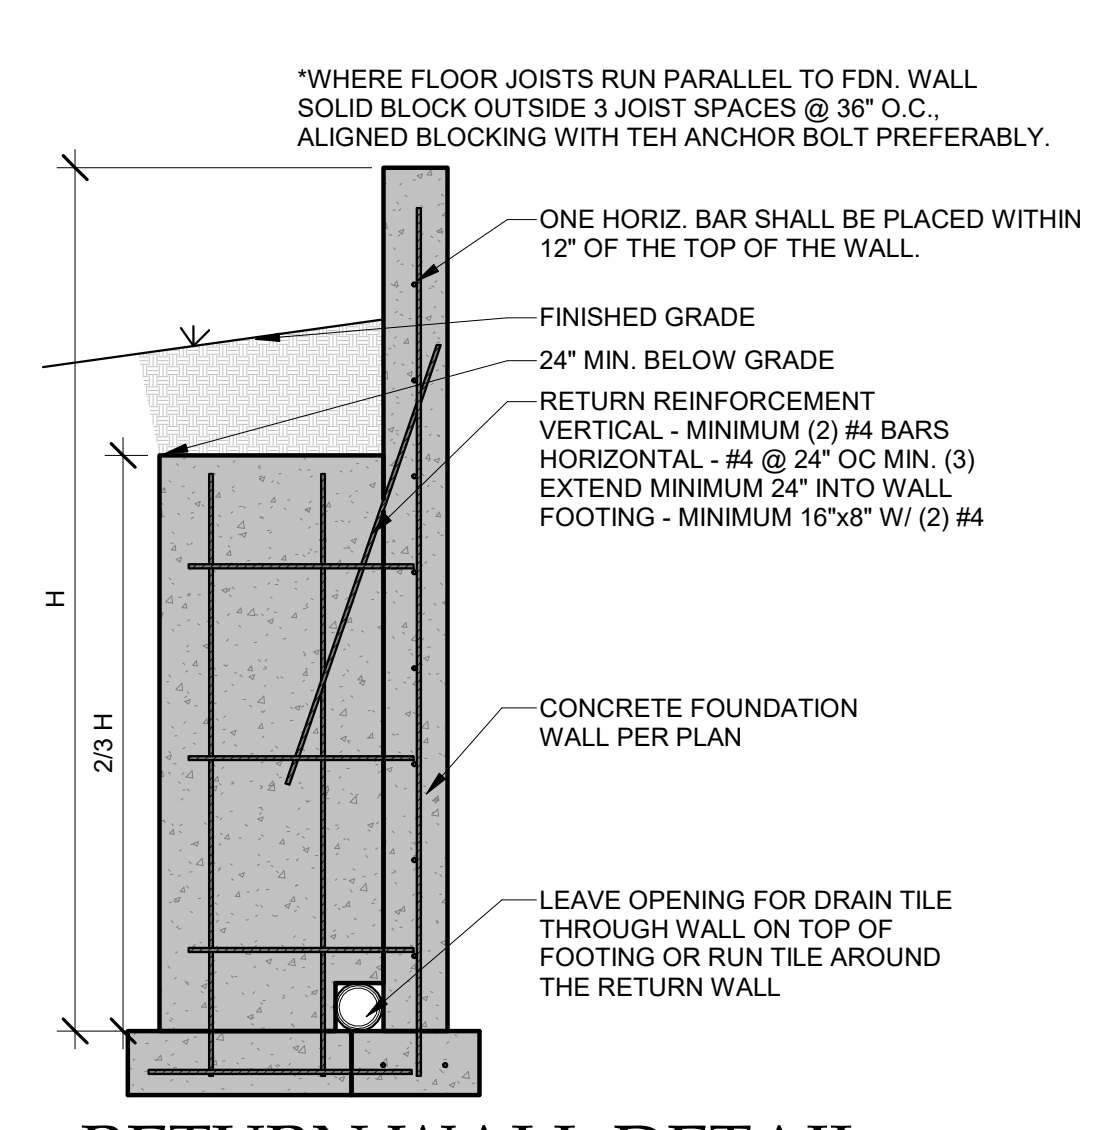 *WHERE FLOOR JOISTS RUN PARALLEL TO FDN. WALL
SOLID BLOCK OUTSIDE 3 JOIST SPACES @ 36" O.C.,
ALIGNED BLOCKING WITH TEH ANCHOR BOLT PREFERABLY.
ONE HORIZ. BAR SHALL BE PLACED WITHIN
12" OF THE TOP OF THE WALL.
FINISHED GRADE
24" MIN. BELOW GRADE
RETURN REINFORCEMENT
VERTICAL - MINIMUM (2) #4 BARS
HORIZONTAL - #4 @ 24" OC MIN. (3)
EXTEND MINIMUM 24" INTO WALL
FOOTING - MINIMUM 16"x8" W/ (2) #4
H
2/3 H
CONCRETE FOUNDATION
WALL PER PLAN
LEAVE OPENING FOR DRAIN TILE
THROUGH WALL ON TOP OF
FOOTING OR RUN TILE AROUND
THE RETURN WALL
RETURN WALL DETAIL